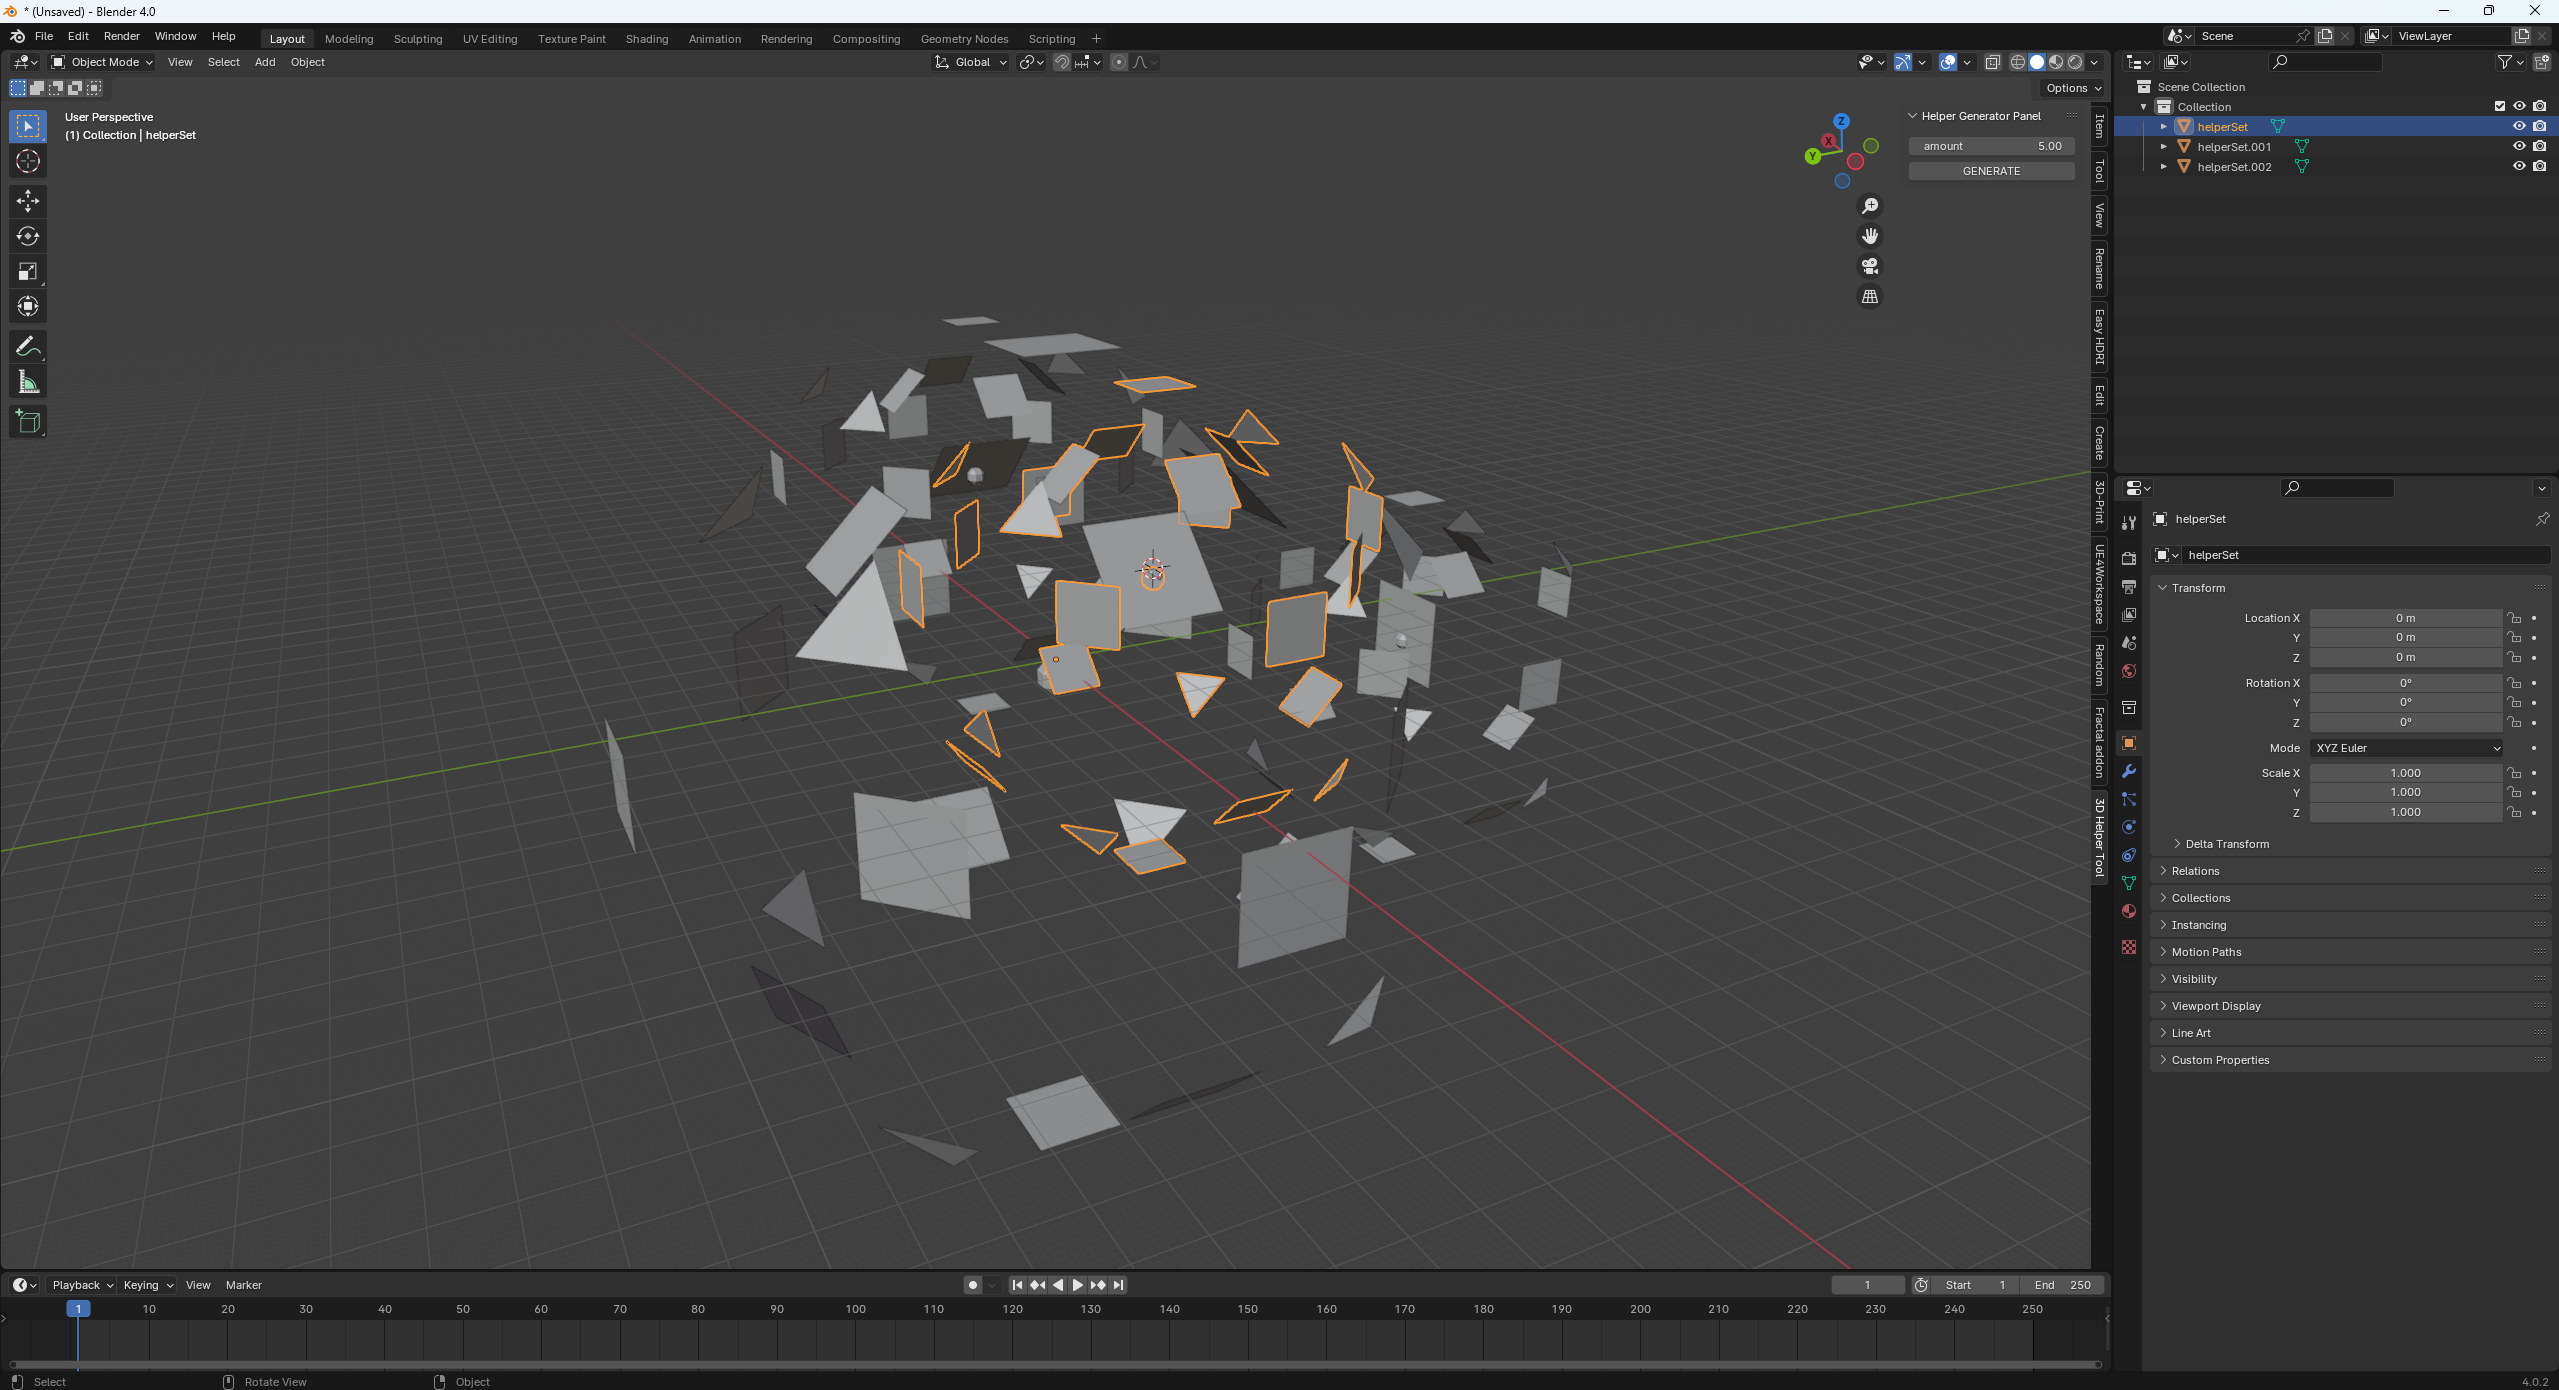 * (Unsaved) - Blender 4.0
File Edit Render Window Help
Layout Modeling Sculpting UV Editing Texture Paint Shading Animation Rendering Compositing Geometry Nodes Scripting +
Scene
ViewLayer
Object Mode View Select Add Object
Global
Options
User Perspective
(1) Collection | helperSet
Z
X
Y
Helper Generator Panel
amount 5.00
GENERATE
Item
Tool
View
Rename
Easy HDRI
Edit
Create
3D-Print
UE4Workspace
Random
Fractal addon
3D Helper Tool
Scene Collection
Collection
helperSet
helperSet.001
helperSet.002
helperSet
helperSet
Transform
Location X 0 m
Y 0 m
Z 0 m
Rotation X 0°
Y 0°
Z 0°
Mode XYZ Euler
Scale X 1.000
Y 1.000
Z 1.000
Delta Transform
Relations
Collections
Instancing
Motion Paths
Visibility
Viewport Display
Line Art
Custom Properties
Playback Keying View Marker
1 Start 1 End 250
1 10 20 30 40 50 60 70 80 90 100 110 120 130 140 150 160 170 180 190 200 210 220 230 240 250
Select Rotate View Object
4.0.2